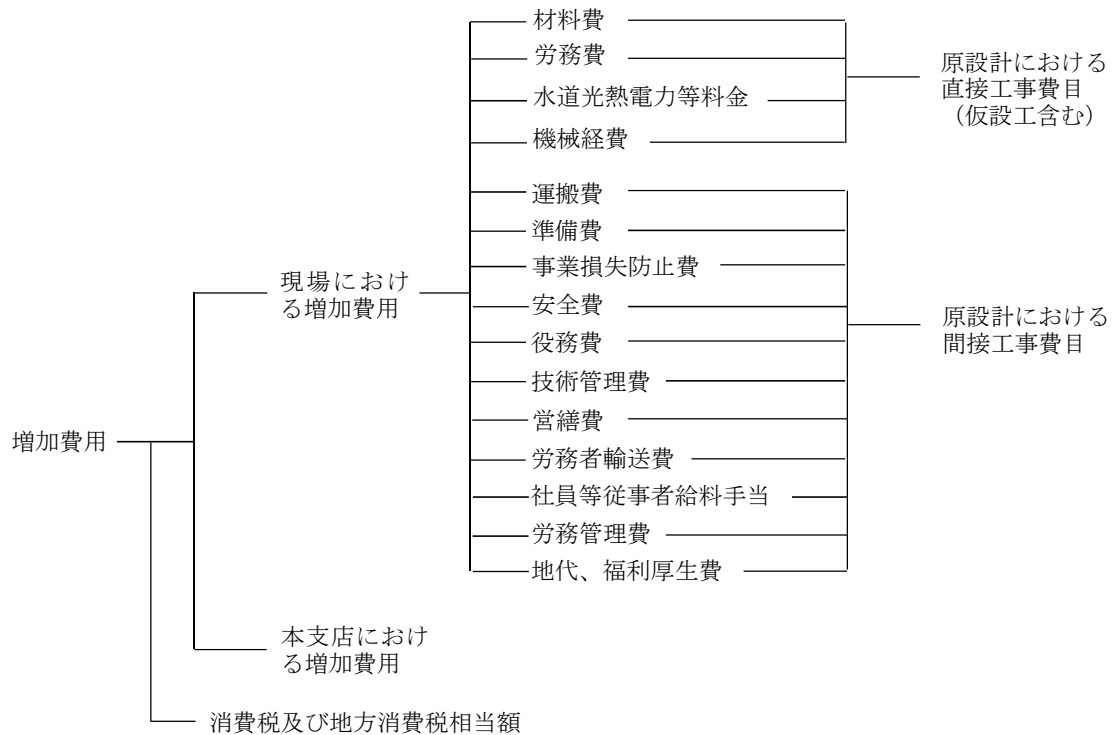 材料費
労務費
水道光熱電力等料金
機械経費
原設計における
直接工事費目
(仮設工含む)
運搬費
準備費
事業損失防止費
安全費
役務費
技術管理費
営繕費
労務者輸送費
社員等従事者給料手当
労務管理費
地代、福利厚生費
原設計における
間接工事費目
現場におけ
る増加費用
増加費用
本支店におけ
る増加費用
消費税及び地方消費税相当額